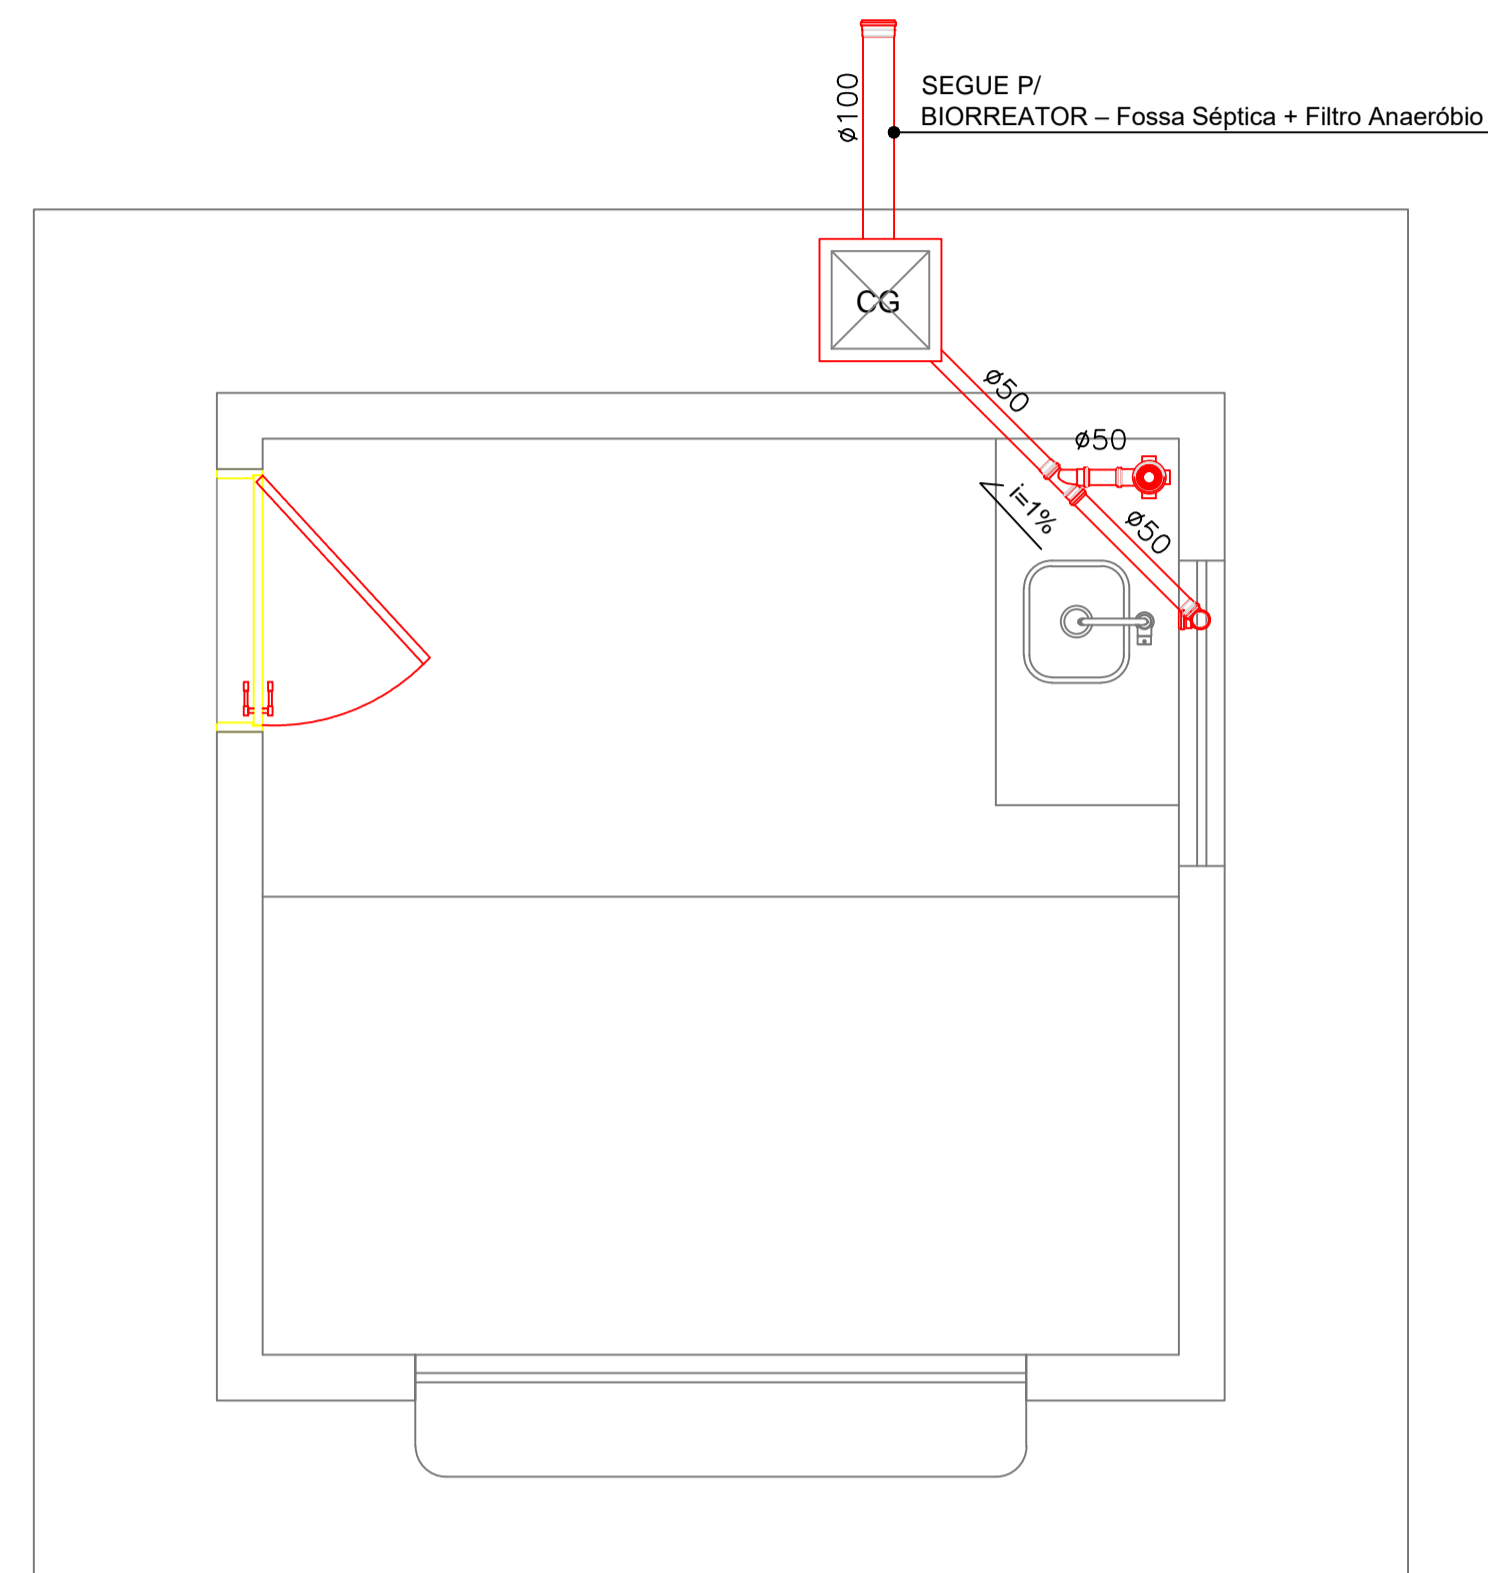 ø100
SEGUE P/
BIORREATOR – Fossa Séptica + Filtro Anaeróbio
CG
ø50
ø50
i=1%
ø50